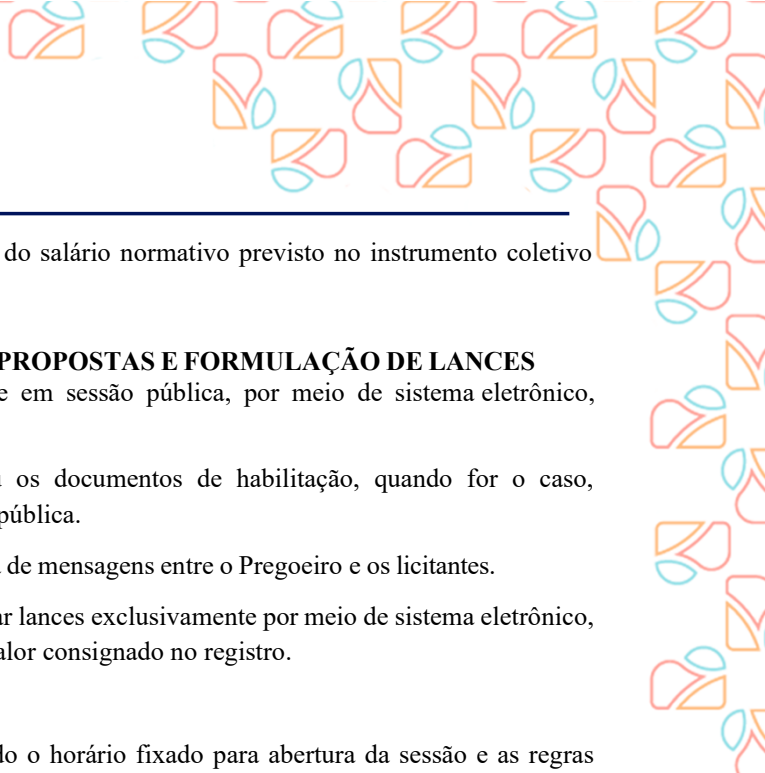 do salário normativo previsto no instrumento coletivo
PROPOSTAS E FORMULAÇÃO DE LANCES
e em sessão pública, por meio de sistema eletrônico,
os documentos de habilitação, quando for o caso,
pública.
de mensagens entre o Pregoeiro e os licitantes.
ar lances exclusivamente por meio de sistema eletrônico,
alor consignado no registro.
do o horário fixado para abertura da sessão e as regras